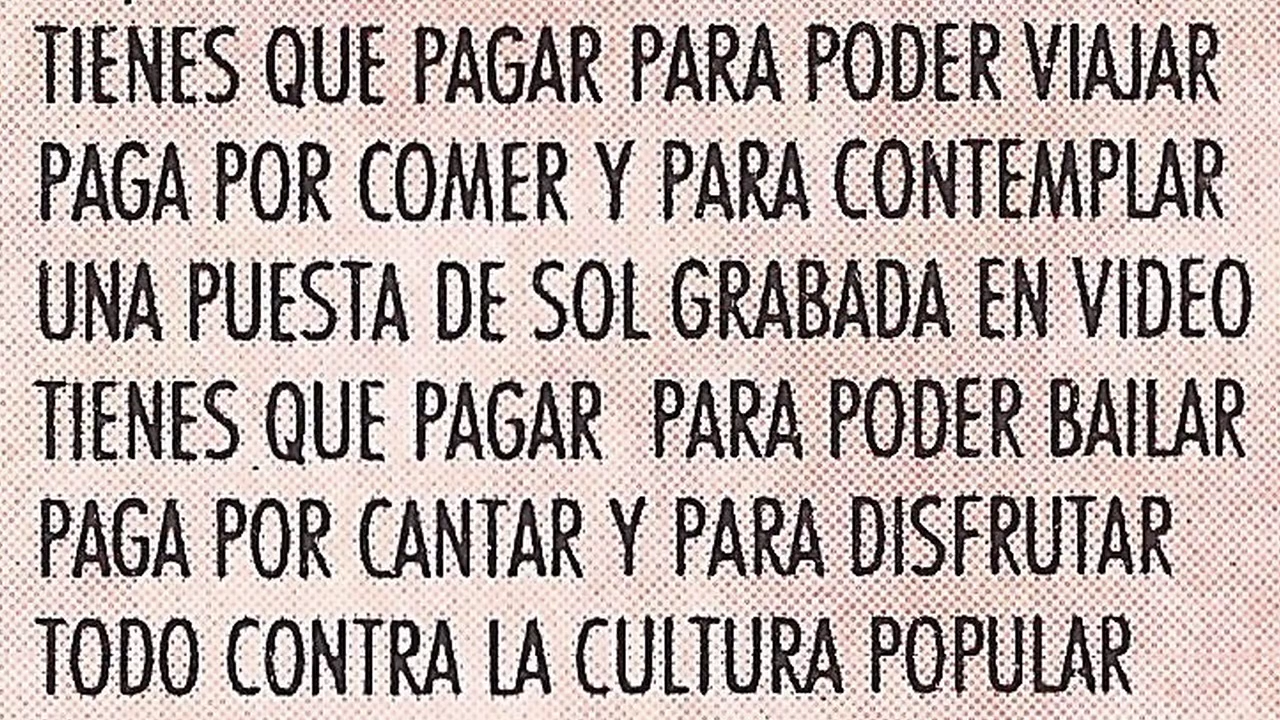 TIENES QUE PAGAR PARA PODER VIAJAR
PAGA POR COMER Y PARA CONTEMPLAR
UNA PUESTA DE SOL GRABADA EN VIDEO
TIENES QUE PAGAR PARA PODER BAILAR
PAGA POR CANTAR Y PARA DISFRUTAR
TODO CONTRA LA CULTURA POPULAR